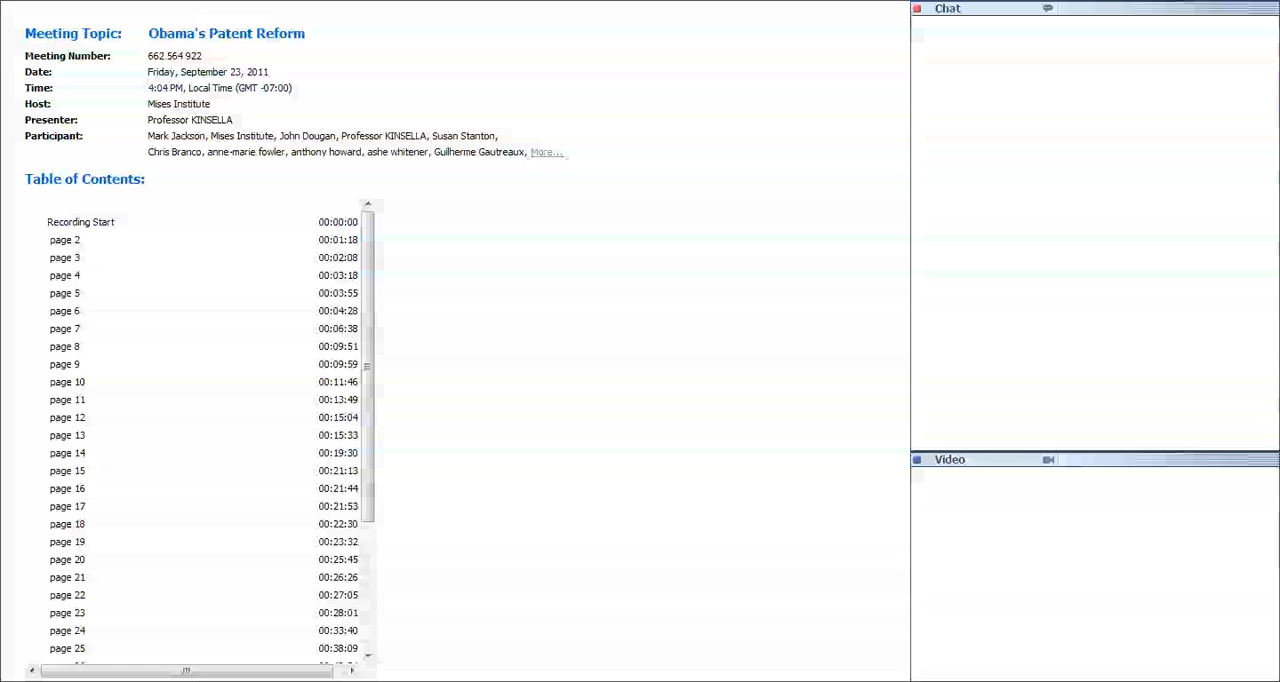 Meeting Topic: Obama's Patent Reform
Meeting Number: 662 564 922
Date: Friday, September 23, 2011
Time: 4:04 PM, Local Time (GMT -07:00)
Host: Mises Institute
Presenter: Professor KINSELLA
Participant: Mark Jackson, Mises Institute, John Dougan, Professor KINSELLA, Susan Stanton,
Chris Branco, anne-marie fowler, anthony howard, ashe whitener, Guilherme Gautreaux, More...
Table of Contents:
Recording Start 00:00:00
page 2 00:01:18
page 3 00:02:08
page 4 00:03:18
page 5 00:03:55
page 6 00:04:28
page 7 00:06:38
page 8 00:09:51
page 9 00:09:59
page 10 00:11:46
page 11 00:13:49
page 12 00:15:04
page 13 00:15:33
page 14 00:19:30
page 15 00:21:13
page 16 00:21:44
page 17 00:21:53
page 18 00:22:30
page 19 00:23:32
page 20 00:25:45
page 21 00:26:26
page 22 00:27:05
page 23 00:28:01
page 24 00:33:40
page 25 00:38:09
Chat
Video